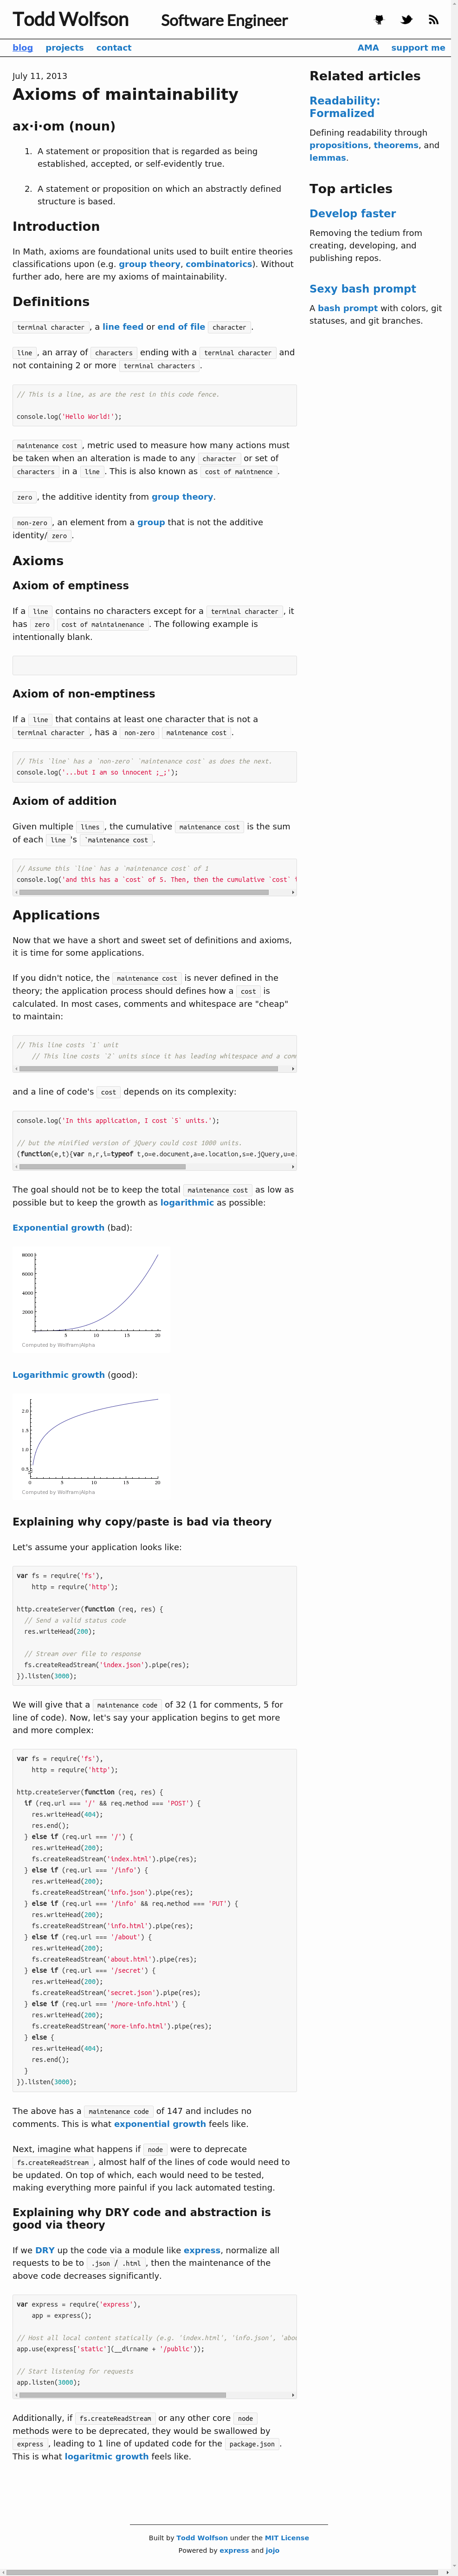 Todd Wolfson
Software Engineer
blog projects contact
AMA support me
July 11, 2013
Axioms of maintainability
ax·i·om (noun)
1. A statement or proposition that is regarded as being
established, accepted, or self-evidently true.
2. A statement or proposition on which an abstractly defined
structure is based.
Introduction
In Math, axioms are foundational units used to built entire theories
classifications upon (e.g. group theory, combinatorics). Without
further ado, here are my axioms of maintainability.
Definitions
terminal character , a line feed or end of file character .
line , an array of characters ending with a terminal character and
not containing 2 or more terminal characters .
// This is a line, as are the rest in this code fence.
console.log('Hello World!');
maintenance cost , metric used to measure how many actions must
be taken when an alteration is made to any character or set of
characters in a line . This is also known as cost of maintnence .
zero , the additive identity from group theory.
non-zero , an element from a group that is not the additive
identity/ zero .
Axioms
Axiom of emptiness
If a line contains no characters except for a terminal character , it
has zero cost of maintainenance . The following example is
intentionally blank.
Axiom of non-emptiness
If a line that contains at least one character that is not a
terminal character , has a non-zero maintenance cost .
// This `line` has a `non-zero` `maintenance cost` as does the next.
console.log('...but I am so innocent ;_;');
Axiom of addition
Given multiple lines , the cumulative maintenance cost is the sum
of each line 's `maintenance cost .
// Assume this `line` has a `maintenance cost` of 1
console.log('and this has a `cost` of 5. Then, then the cumulative `cost` i
Applications
Now that we have a short and sweet set of definitions and axioms,
it is time for some applications.
If you didn't notice, the maintenance cost is never defined in the
theory; the application process should defines how a cost is
calculated. In most cases, comments and whitespace are "cheap"
to maintain:
// This line costs `1` unit
// This line costs `2` units since it has leading whitespace and a com
and a line of code's cost depends on its complexity:
console.log('In this application, I cost `5` units.');
// but the minified version of jQuery could cost 1000 units.
(function(e,t){var n,r,i=typeof t,o=e.document,a=e.location,s=e.jQuery,u=e.
The goal should not be to keep the total maintenance cost as low as
possible but to keep the growth as logarithmic as possible:
Exponential growth (bad):
8000
6000
4000
2000
5 10 15 20
Computed by Wolfram|Alpha
Logarithmic growth (good):
2.0
1.5
1.0
0.5
0 5 10 15 20
Computed by Wolfram|Alpha
Explaining why copy/paste is bad via theory
Let's assume your application looks like:
var fs = require('fs'),
http = require('http');
http.createServer(function (req, res) {
// Send a valid status code
res.writeHead(200);
// Stream over file to response
fs.createReadStream('index.json').pipe(res);
}).listen(3000);
We will give that a maintenance code of 32 (1 for comments, 5 for
line of code). Now, let's say your application begins to get more
and more complex:
var fs = require('fs'),
http = require('http');
http.createServer(function (req, res) {
if (req.url === '/' && req.method === 'POST') {
res.writeHead(404);
res.end();
} else if (req.url === '/') {
res.writeHead(200);
fs.createReadStream('index.html').pipe(res);
} else if (req.url === '/info') {
res.writeHead(200);
fs.createReadStream('info.json').pipe(res);
} else if (req.url === '/info' && req.method === 'PUT') {
res.writeHead(200);
fs.createReadStream('info.html').pipe(res);
} else if (req.url === '/about') {
res.writeHead(200);
fs.createReadStream('about.html').pipe(res);
} else if (req.url === '/secret') {
res.writeHead(200);
fs.createReadStream('secret.json').pipe(res);
} else if (req.url === '/more-info.html') {
res.writeHead(200);
fs.createReadStream('more-info.html').pipe(res);
} else {
res.writeHead(404);
res.end();
}
}).listen(3000);
The above has a maintenance code of 147 and includes no
comments. This is what exponential growth feels like.
Next, imagine what happens if node were to deprecate
fs.createReadStream , almost half of the lines of code would need to
be updated. On top of which, each would need to be tested,
making everything more painful if you lack automated testing.
Explaining why DRY code and abstraction is
good via theory
If we DRY up the code via a module like express, normalize all
requests to be to .json / .html , then the maintenance of the
above code decreases significantly.
var express = require('express'),
app = express();
// Host all local content statically (e.g. 'index.html', 'info.json', 'abou
app.use(express['static'](__dirname + '/public'));
// Start listening for requests
app.listen(3000);
Additionally, if fs.createReadStream or any other core node
methods were to be deprecated, they would be swallowed by
express , leading to 1 line of updated code for the package.json .
This is what logaritmic growth feels like.
Related articles
Readability:
Formalized
Defining readability through
propositions, theorems, and
lemmas.
Top articles
Develop faster
Removing the tedium from
creating, developing, and
publishing repos.
Sexy bash prompt
A bash prompt with colors, git
statuses, and git branches.
Built by Todd Wolfson under the MIT License
Powered by express and jojo